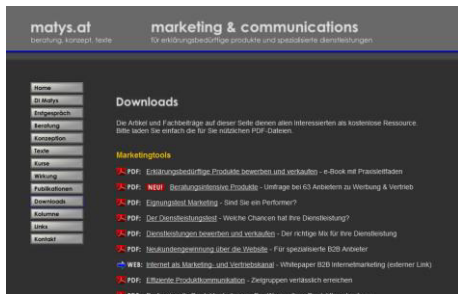 matys.at
beratung, konzept, texte
marketing & communications
für erklärungsbedürftige produkte und spezialisierte dienstleistungen
Home
DI Matys
Erstgespräch
Beratung
Konzeption
Texte
Kurse
Wirkung
Publikationen
Downloads
Kolumne
Links
Kontakt
Downloads
Die Artikel und Fachbeiträge auf dieser Seite dienen allen Interessierten als kostenlose Ressource.
Bitte laden Sie einfach die für Sie nützlichen PDF-Dateien.
Marketingtools
PDF: Erklärungsbedürftige Produkte bewerben und verkaufen - e-Book mit Praxisleitfaden
PDF: NEU! Beratungsintensive Produkte - Umfrage bei 63 Anbietern zu Werbung & Vertrieb
PDF: Eignungstest Marketing - Sind Sie ein Performer?
PDF: Der Dienstleistungstest - Welche Chancen hat Ihre Dienstleistung?
PDF: Dienstleistungen bewerben und verkaufen - Der richtige Mix für Ihre Dienstleistung
PDF: Neukundengewinnung über die Website - Für spezialisierte B2B Anbieter
WEB: Internet als Marketing- und Vertriebskanal - Whitepaper B2B Internetmarketing (externer Link)
PDF: Effiziente Produktkommunikation - Zielgruppen verlässlich erreichen